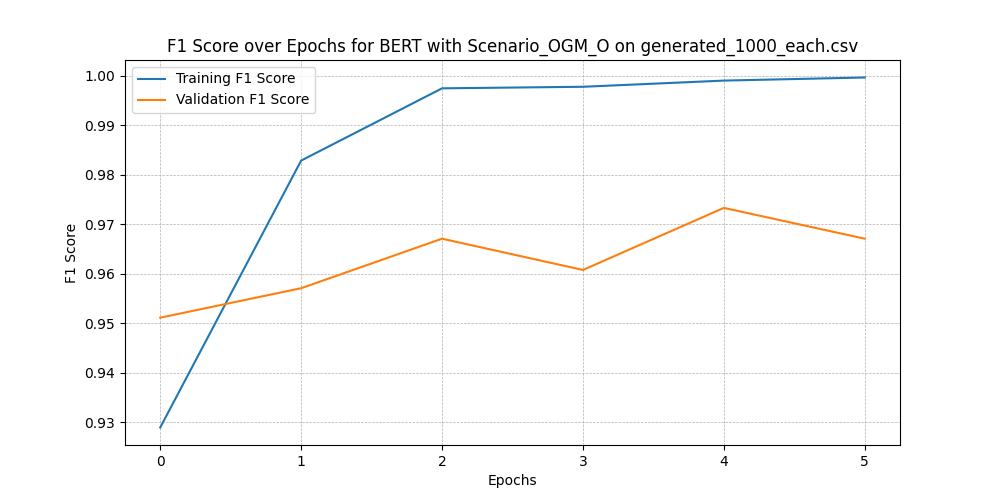 F1 Score over Epochs for BERT with Scenario_OGM_O on generated_1000_each.csv
Training F1 Score
Validation F1 Score
1.00
0.99
0.98
0.97
0.96
0.95
0.94
0.93
F1 Score
0 1 2 3 4 5
Epochs